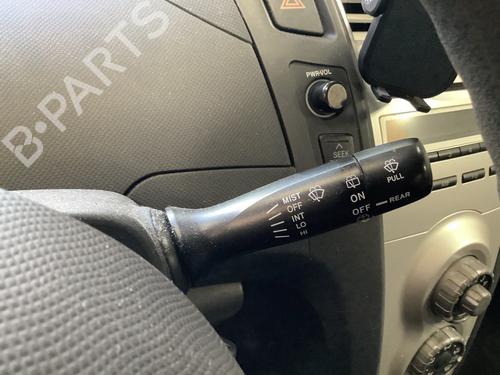 B-PARTS
PWR•VOL
SEEK
MIST
OFF
INT
LO
HI
ON
OFF
REAR
PULL